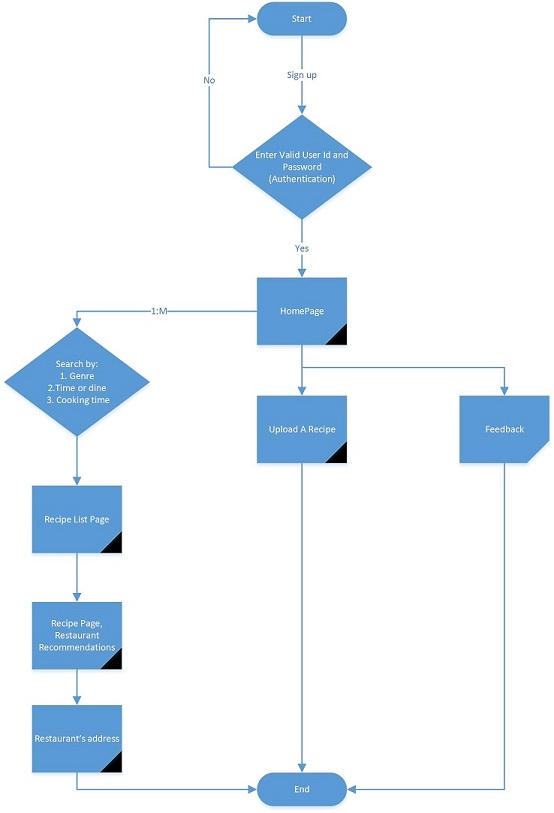 Start
Sign up
No
Enter Valid User Id and
Password
(Authentication)
Yes
HomePage
1:M
Search by:
1. Genre
2.Time or dine
3. Cooking time
Upload A Recipe
Feedback
Recipe List Page
Recipe Page,
Restaurant
Recommendations
Restaurant's address
End